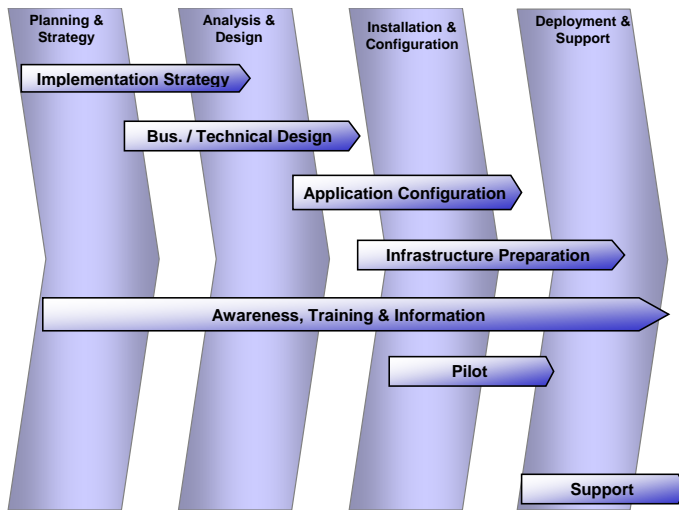 Planning &
Strategy
Analysis &
Design
Installation &
Configuration
Deployment &
Support
Implementation Strategy
Bus. / Technical Design
Application Configuration
Infrastructure Preparation
Awareness, Training & Information
Pilot
Support